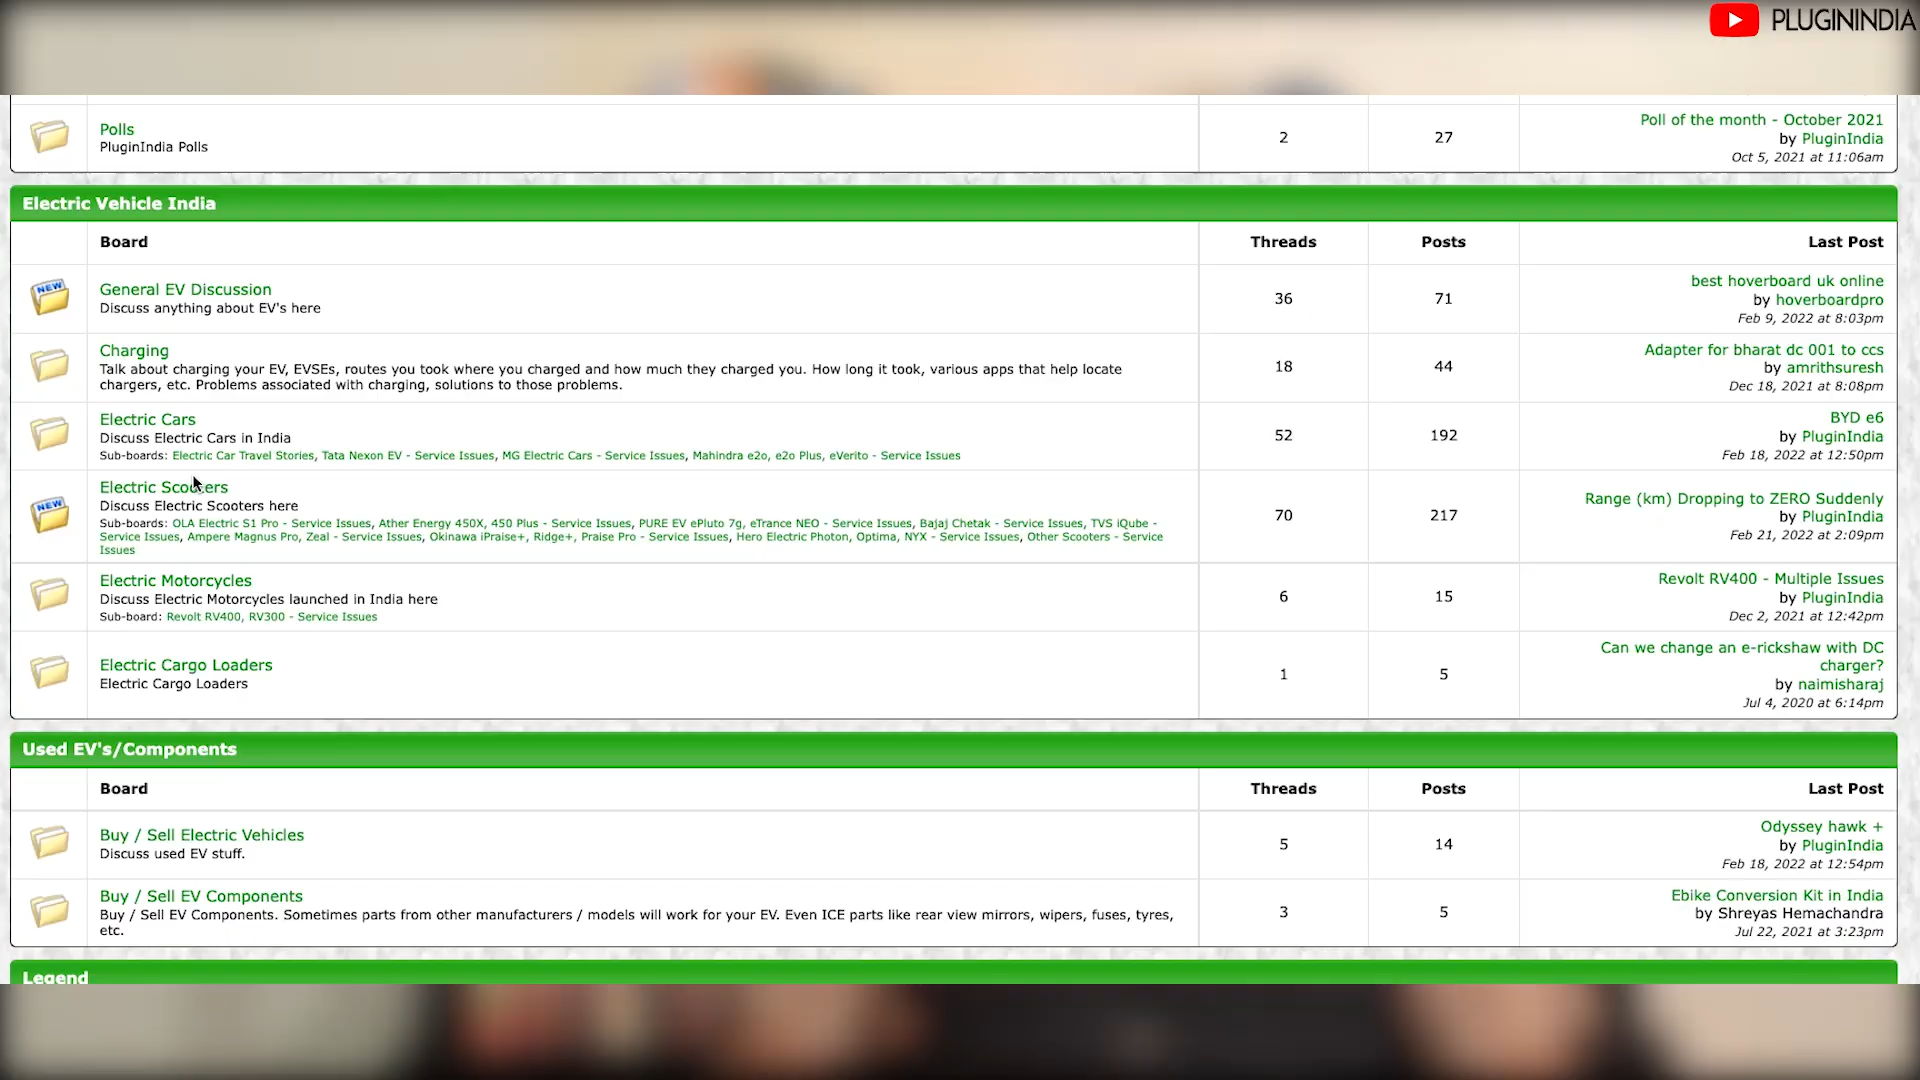 PLUGININDIA
Polls
PluginIndia Polls
2
27
Poll of the month - October 2021
by PluginIndia
Oct 5, 2021 at 11:06am
Electric Vehicle India
Board
Threads
Posts
Last Post
NEW
General EV Discussion
Discuss anything about EV's here
36
71
best hoverboard uk online
by hoverboardpro
Feb 9, 2022 at 8:03pm
Charging
Talk about charging your EV, EVSEs, routes you took where you charged and how much they charged you. How long it took, various apps that help locate
chargers, etc. Problems associated with charging, solutions to those problems.
18
44
Adapter for bharat dc 001 to ccs
by amrithsuresh
Dec 18, 2021 at 8:08pm
Electric Cars
Discuss Electric Cars in India
Sub-boards: Electric Car Travel Stories, Tata Nexon EV - Service Issues, MG Electric Cars - Service Issues, Mahindra e2o, e2o Plus, eVerito - Service Issues
52
192
BYD e6
by PluginIndia
Feb 18, 2022 at 12:50pm
NEW
Electric Scooters
Discuss Electric Scooters here
Sub-boards: OLA Electric S1 Pro - Service Issues, Ather Energy 450X, 450 Plus - Service Issues, PURE EV ePluto 7g, eTrance NEO - Service Issues, Bajaj Chetak - Service Issues, TVS iQube -
Service Issues, Ampere Magnus Pro, Zeal - Service Issues, Okinawa iPraise+, Ridge+, Praise Pro - Service Issues, Hero Electric Photon, Optima, NYX - Service Issues, Other Scooters - Service
Issues
70
217
Range (km) Dropping to ZERO Suddenly
by PluginIndia
Feb 21, 2022 at 2:09pm
Electric Motorcycles
Discuss Electric Motorcycles launched in India here
Sub-board: Revolt RV400, RV300 - Service Issues
6
15
Revolt RV400 - Multiple Issues
by PluginIndia
Dec 2, 2021 at 12:42pm
Electric Cargo Loaders
Electric Cargo Loaders
1
5
Can we change an e-rickshaw with DC
charger?
by naimisharaj
Jul 4, 2020 at 6:14pm
Used EV's/Components
Board
Threads
Posts
Last Post
Buy / Sell Electric Vehicles
Discuss used EV stuff.
5
14
Odyssey hawk +
by PluginIndia
Feb 18, 2022 at 12:54pm
Buy / Sell EV Components
Buy / Sell EV Components. Sometimes parts from other manufacturers / models will work for your EV. Even ICE parts like rear view mirrors, wipers, fuses, tyres,
etc.
3
5
Ebike Conversion Kit in India
by Shreyas Hemachandra
Jul 22, 2021 at 3:23pm
Legend